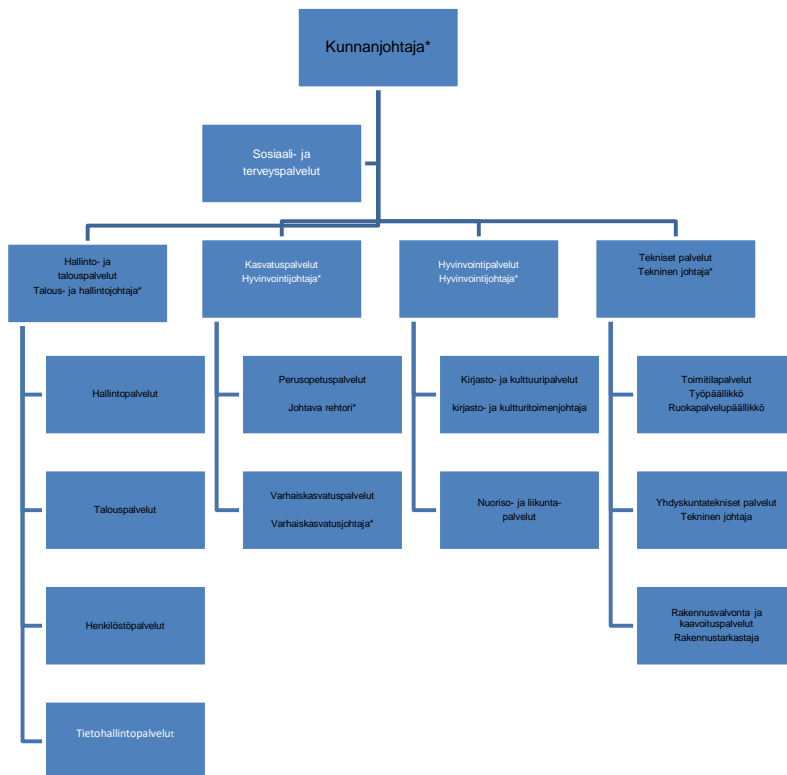 Kunnanjohtaja*
Sosiaali- ja
terveyspalvelut
Hallinto- ja
talouspalvelut
Talous- ja hallintojohtaja*
Kasvatuspalvelut
Hyvinvointijohtaja*
Hyvinvointipalvelut
Hyvinvointijohtaja*
Tekniset palvelut
Tekninen johtaja*
Hallintopalvelut
Perusopetuspalvelut
Johtava rehtori*
Kirjasto- ja kulttuuripalvelut
kirjasto- ja kultturitoimenjohtaja
Toimitilapalvelut
Työpäällikkö
Ruokapalvelupäällikkö
Talouspalvelut
Varhaiskasvatuspalvelut
Varhaiskasvatusjohtaja*
Nuoriso- ja liikunta-
palvelut
Yhdyskuntatekniset palvelut
Tekninen johtaja
Henkilöstöpalvelut
Rakennusvalvonta ja
kaavoituspalvelut
Rakennustarkastaja
Tietohallintopalvelut